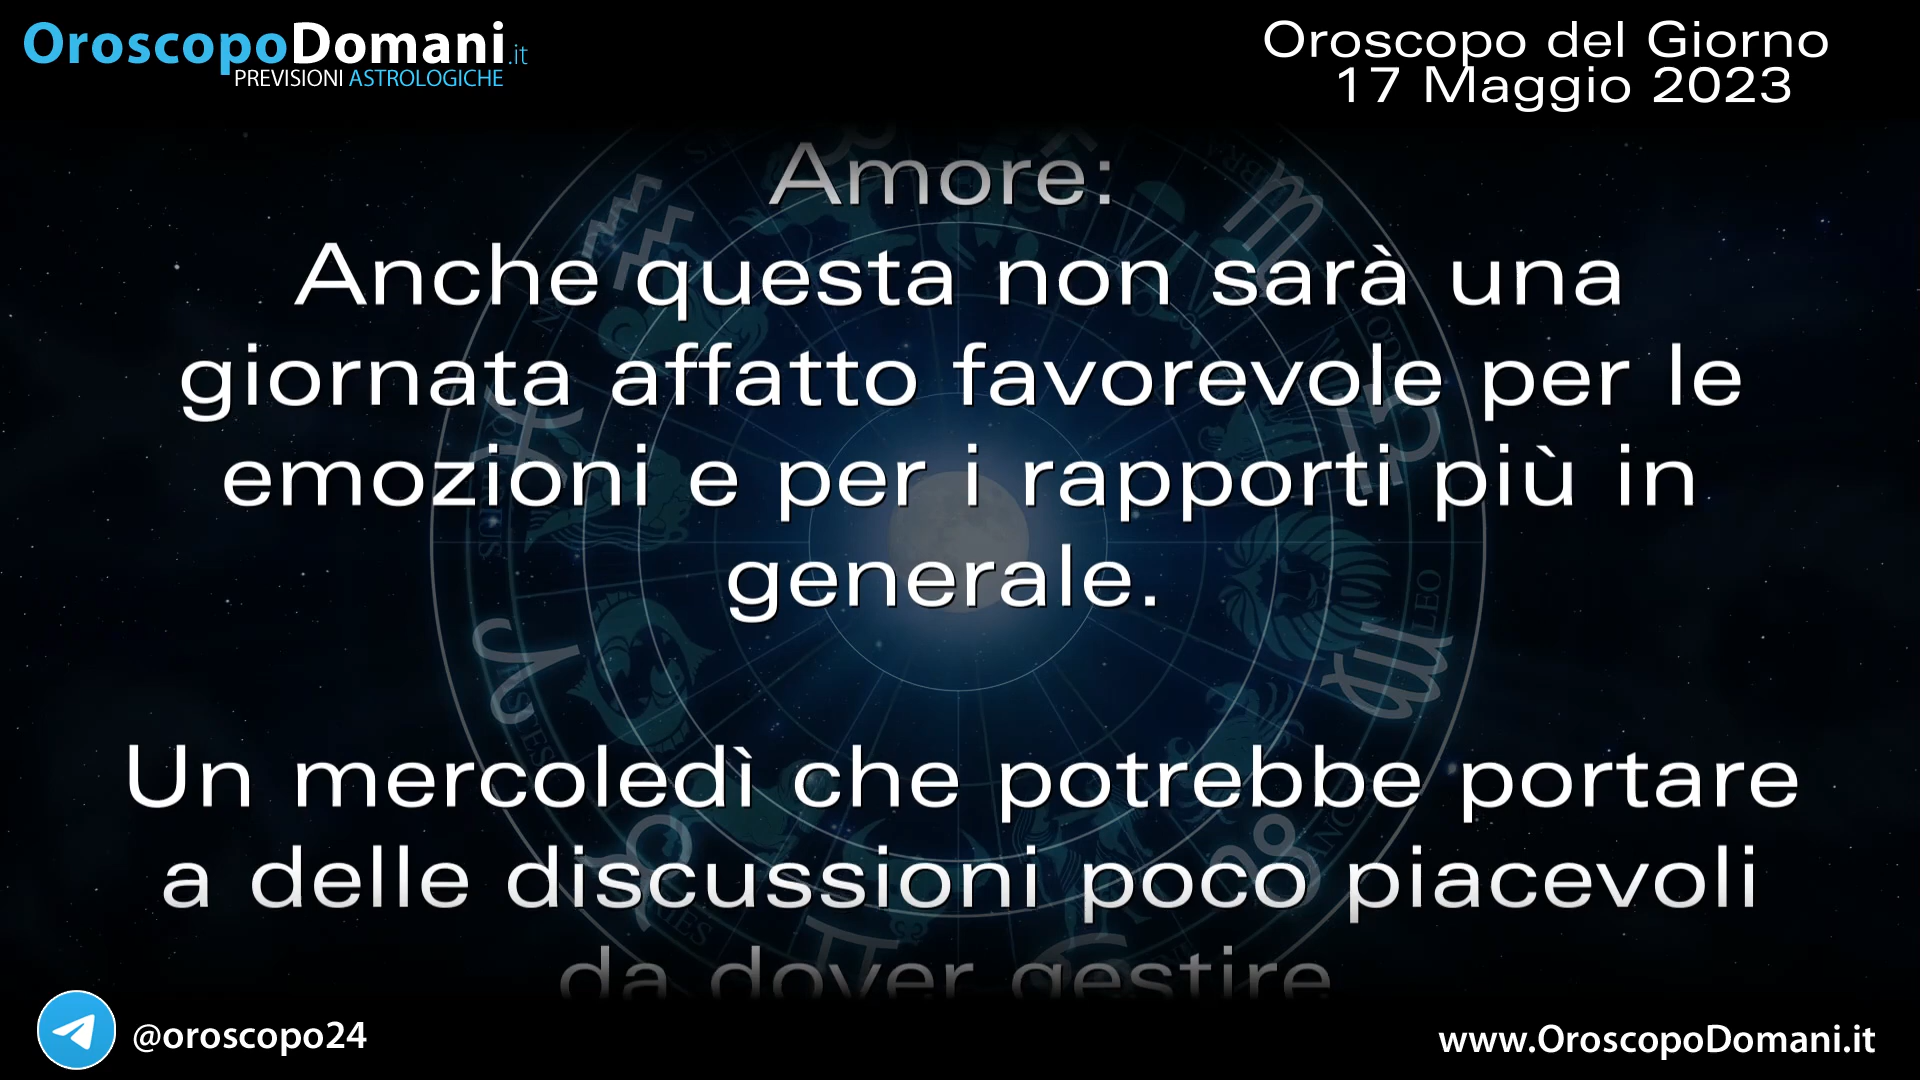 OroscopoDomani.it
PREVISIONI ASTROLOGICHE
Oroscopo del Giorno
17 Maggio 2023
Amore:
Anche questa non sarà una
giornata affatto favorevole per le
emozioni e per i rapporti più in
generale.
Un mercoledì che potrebbe portare
a delle discussioni poco piacevoli
da dover gestire
LEO
@oroscopo24
www.OroscopoDomani.it